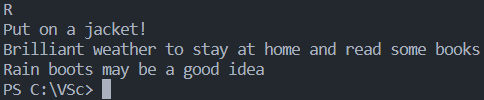 R
Put on a jacket!
Brilliant weather to stay at home and read some books
Rain boots may be a good idea
PS C:\VSc>